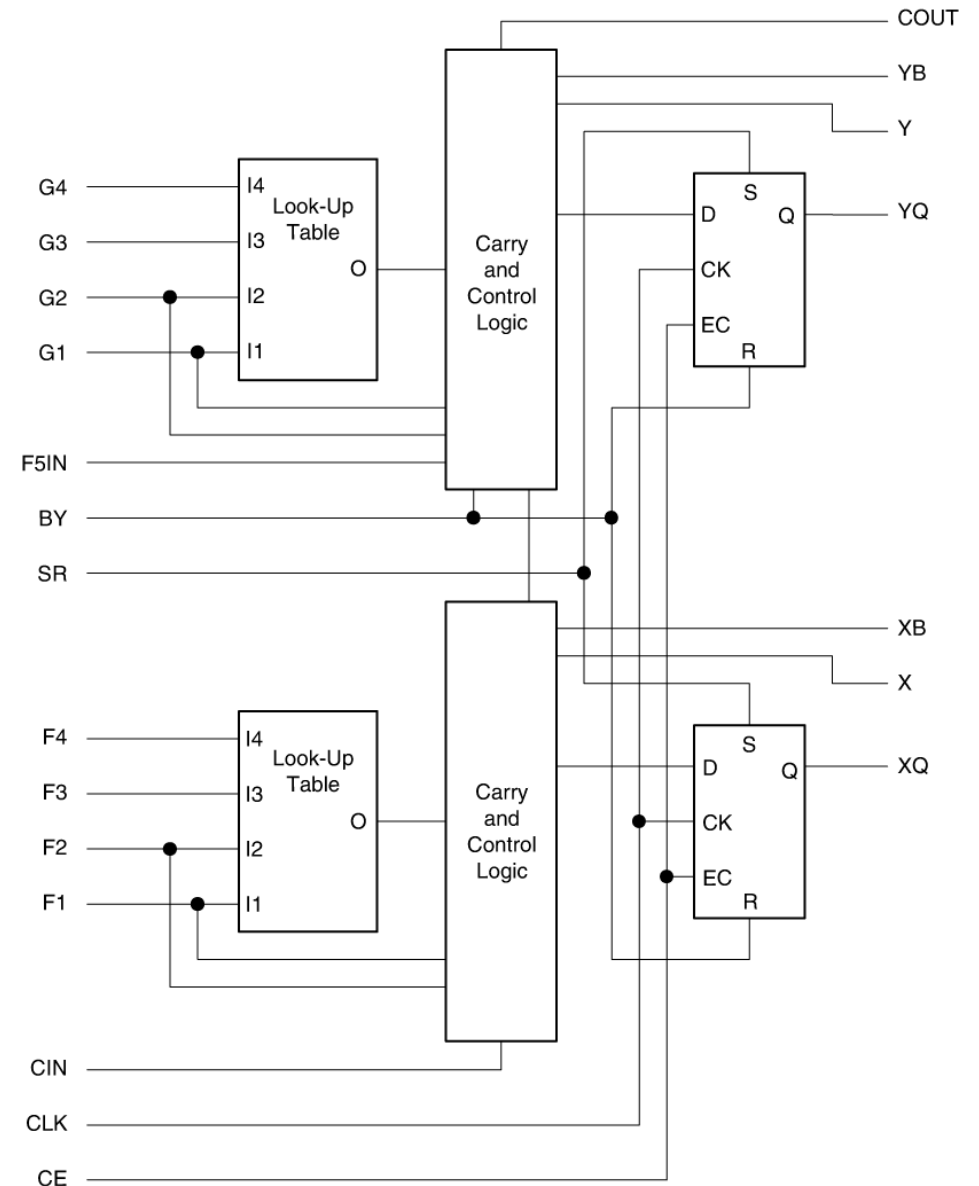 COUT
YB
Y
G4
G3
G2
G1
I4
I3
I2
I1
Look-Up
Table
O
Carry
and
Control
Logic
S
D
Q
CK
EC
R
YQ
F5IN
BY
SR
XB
X
F4
F3
F2
F1
I4
I3
I2
I1
Look-Up
Table
O
Carry
and
Control
Logic
S
D
Q
CK
EC
R
XQ
CIN
CLK
CE